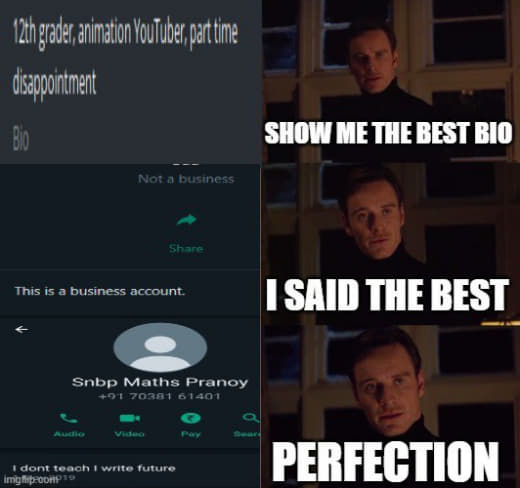 12th grader, animation YouTuber, part time
disappointment
Bio
SHOW ME THE BEST BIO
Not a business
Share
This is a business account.
I SAID THE BEST
Snbp Maths Pranoy
+91 70381 61401
Audio Video Pay Sear
I dont teach I write future
2019
imgflip.com
PERFECTION